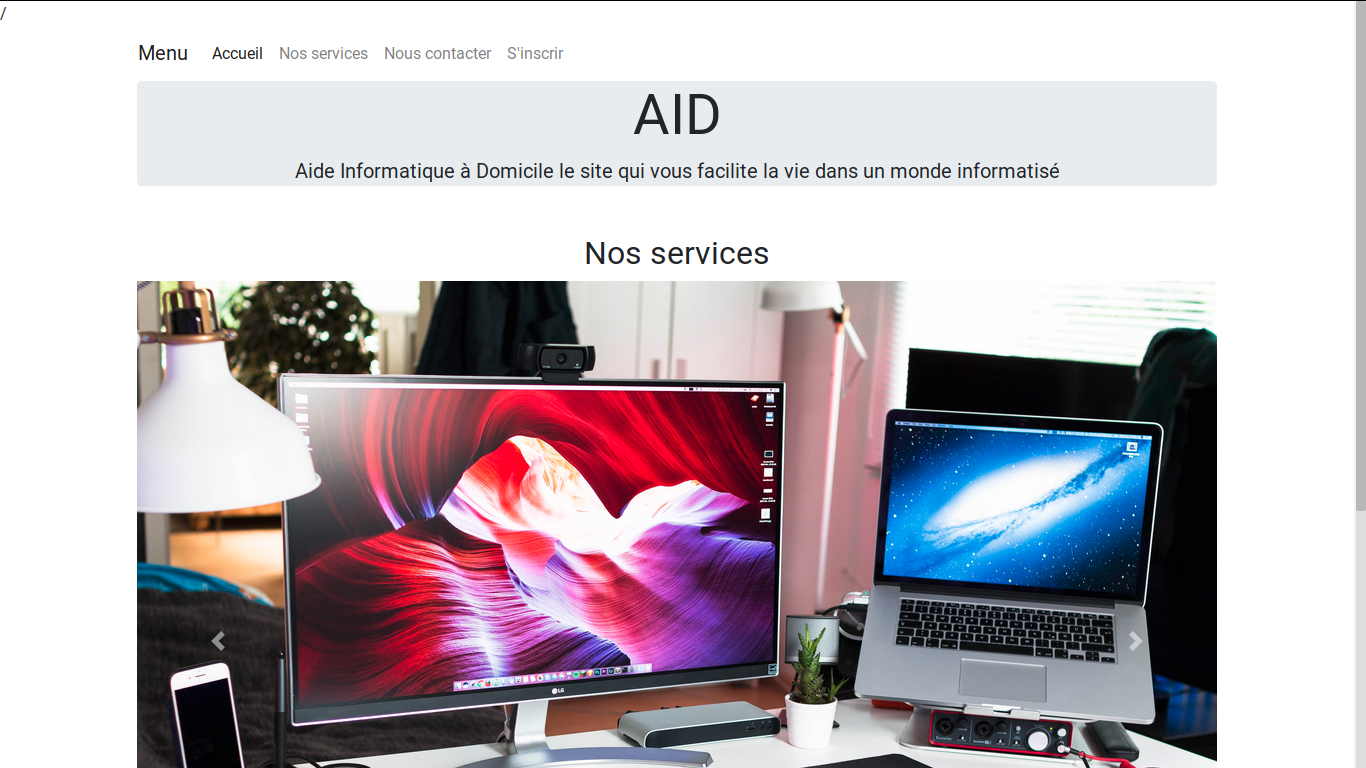 /
Menu Accueil Nos services Nous contacter S'inscrir
AID
Aide Informatique à Domicile le site qui vous facilite la vie dans un monde informatisé
Nos services
LG